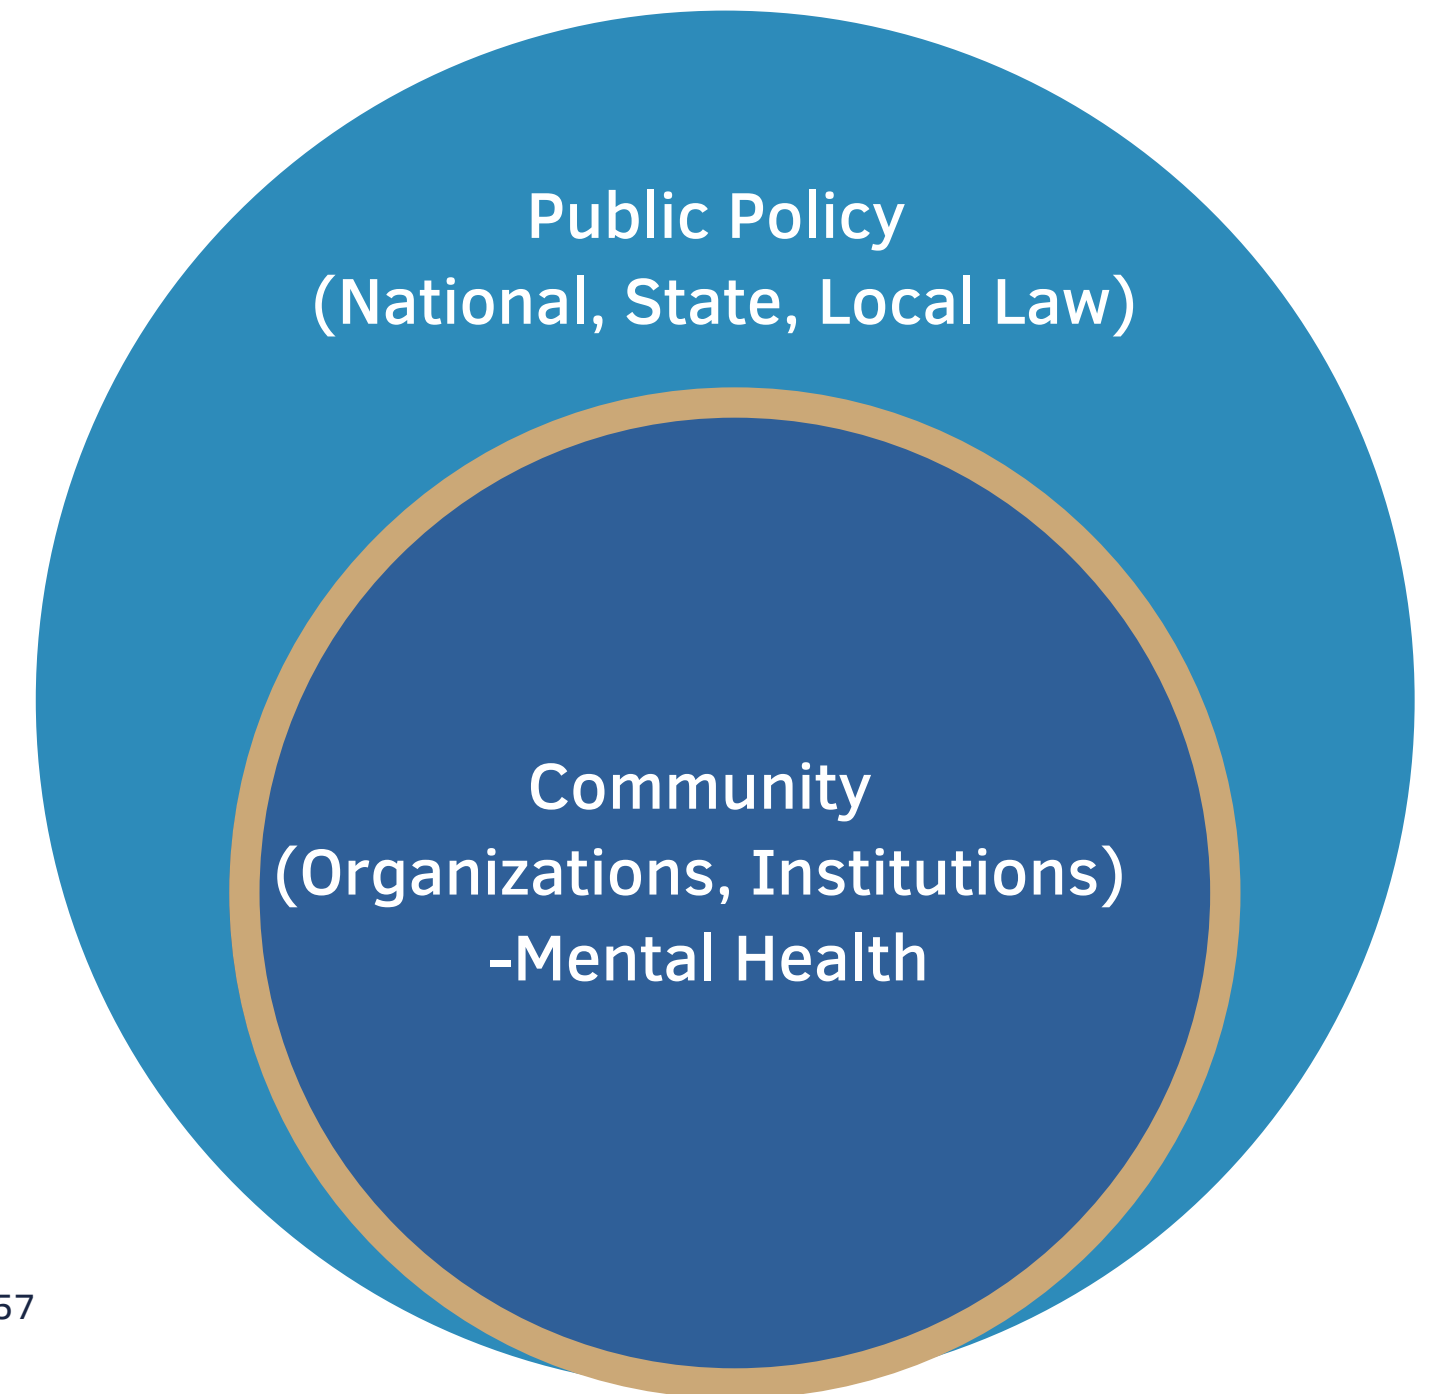 Public Policy
(National, State, Local Law)
Community
(Organizations, Institutions)
-Mental Health
57